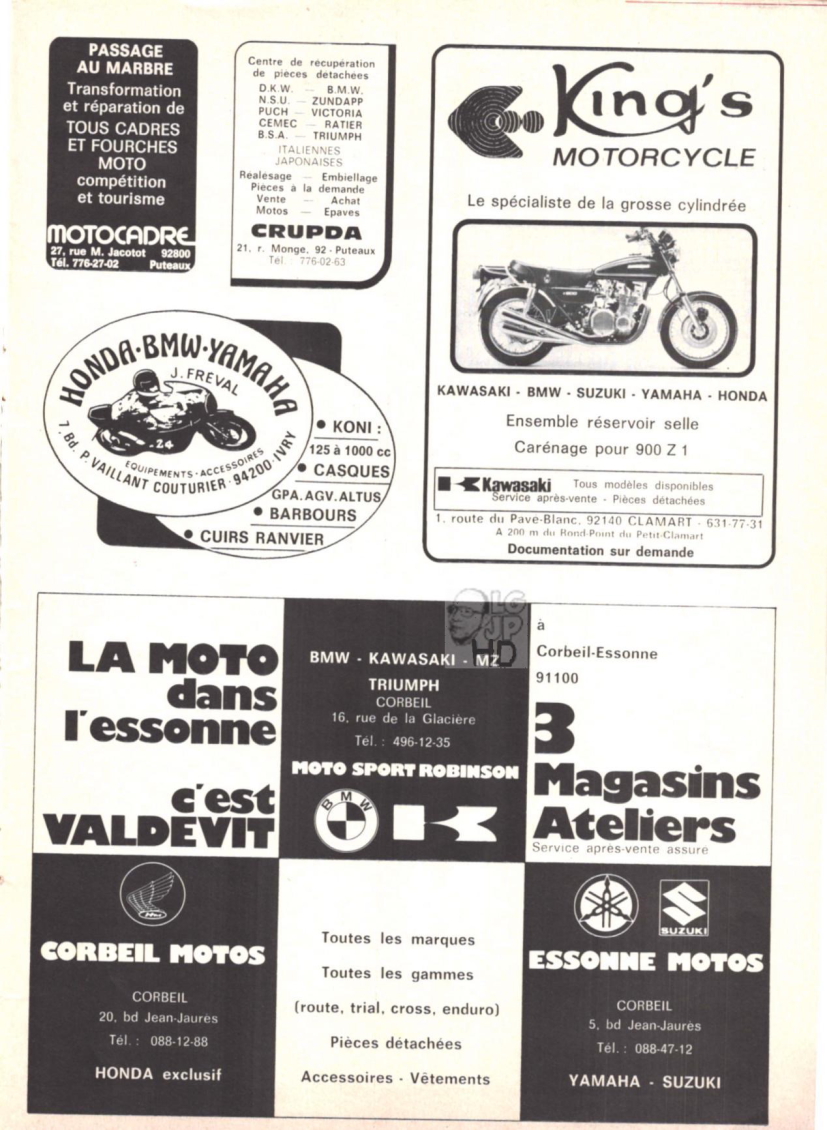 PASSAGE
AU MARBRE
Transformation
et réparation de
TOUS CADRES
ET FOURCHES
MOTO
compétition
et tourisme
MOTOCADRE
27, rue M. Jacotot 92800
Tél. 776-27-02 Puteaux
Centre de récupération
de pièces détachées
D.K.W. — B.M.W.
N.S.U. — ZUNDAPP
PUCH — VICTORIA
CEMEC — RATIER
B.S.A. — TRIUMPH
ITALIENNES
JAPONAISES
Réalesage — Embiellage
Pièces à la demande
Vente — Achat
Motos — Epaves
CRUPDA
21, r. Monge, 92 - Puteaux
Tél. : 776-02-63
King's
MOTORCYCLE
Le spécialiste de la grosse cylindrée
KAWASAKI - BMW - SUZUKI - YAMAHA - HONDA
Ensemble réservoir selle
Carénage pour 900 Z 1
Kawasaki Tous modèles disponibles
Service après-vente - Pièces détachées
1, route du Pave-Blanc, 92140 CLAMART - 631-77-31
A 200 m du Rond-Point du Petit-Clamart
Documentation sur demande
HONDA·BMW·YAMAHA
J. FREVAL
24
EQUIPEMENTS - ACCESSOIRES
7, Bd. P. VAILLANT COUTURIER · 94200 · IVRY
• KONI :
125 à 1000 cc
• CASQUES
GPA. AGV. ALTUS
• BARBOURS
• CUIRS RANVIER
LA MOTO
dans
l'essonne
c'est
VALDEVIT
LG
JP
HD
BMW - KAWASAKI - MZ
TRIUMPH
CORBEIL
16, rue de la Glacière
Tél. : 496-12-35
MOTO SPORT ROBINSON
BMW
à
Corbeil-Essonne
91100
3
Magasins
Ateliers
Service après-vente assure
CORBEIL MOTOS
CORBEIL
20, bd Jean-Jaurès
Tél. : 088-12-88
HONDA exclusif
Toutes les marques
Toutes les gammes
(route, trial, cross, enduro)
Pièces détachées
Accessoires - Vêtements
SUZUKI
ESSONNE MOTOS
CORBEIL
5, bd Jean-Jaurès
Tél. : 088-47-12
YAMAHA - SUZUKI